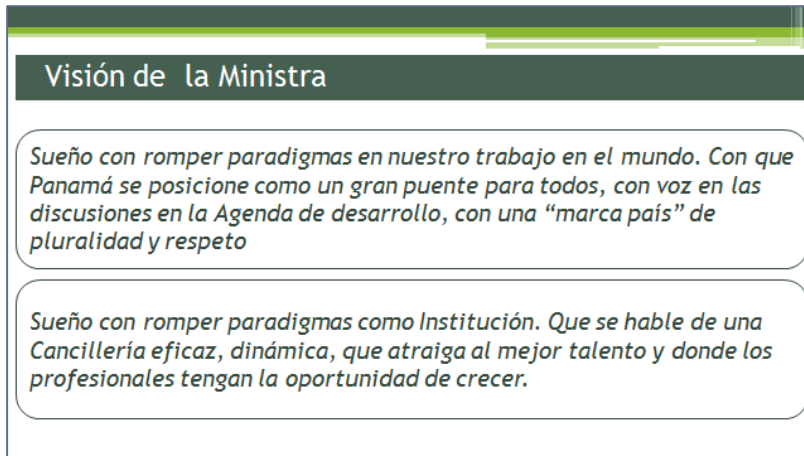 Visión de la Ministra
Sueño con romper paradigmas en nuestro trabajo en el mundo. Con que
Panamá se posicione como un gran puente para todos, con voz en las
discusiones en la Agenda de desarrollo, con una “marca país” de
pluralidad y respeto
Sueño con romper paradigmas como Institución. Que se hable de una
Cancillería eficaz, dinámica, que atraiga al mejor talento y donde los
profesionales tengan la oportunidad de crecer.